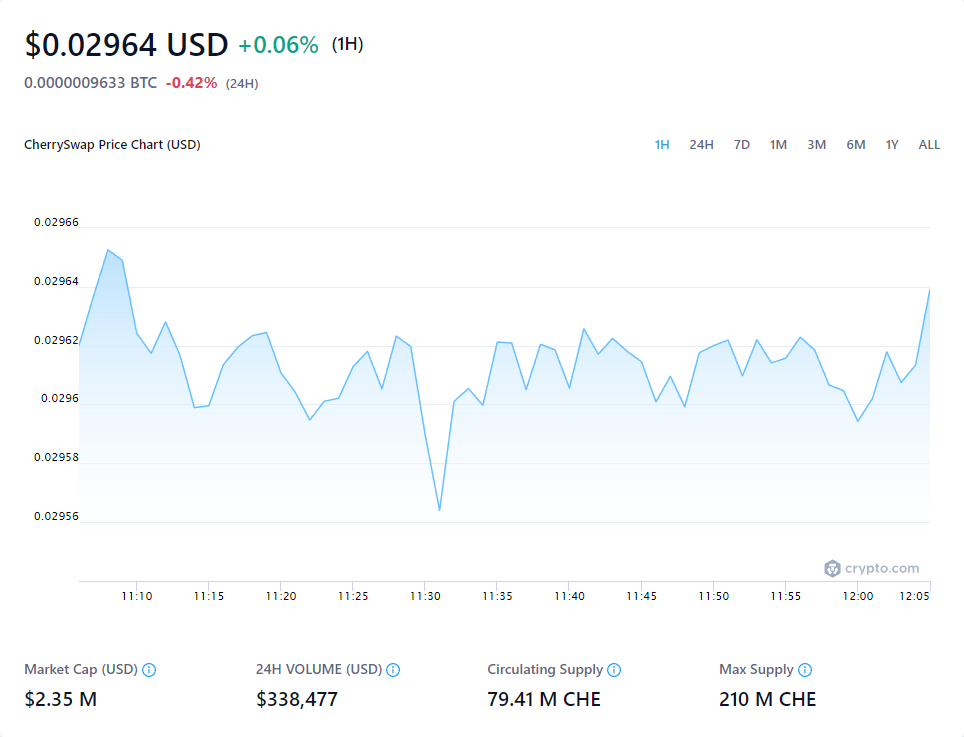 $0.02964 USD +0.06% (1H)
0.0000009633 BTC -0.42% (24H)
CherrySwap Price Chart (USD) 1H 24H 7D 1M 3M 6M 1Y ALL
0.02966
0.02964
0.02962
0.0296
0.02958
0.02956
crypto.com
11:10 11:15 11:20 11:25 11:30 11:35 11:40 11:45 11:50 11:55 12:00 12:05
Market Cap (USD) 24H VOLUME (USD) Circulating Supply Max Supply
$2.35 M $338,477 79.41 M CHE 210 M CHE